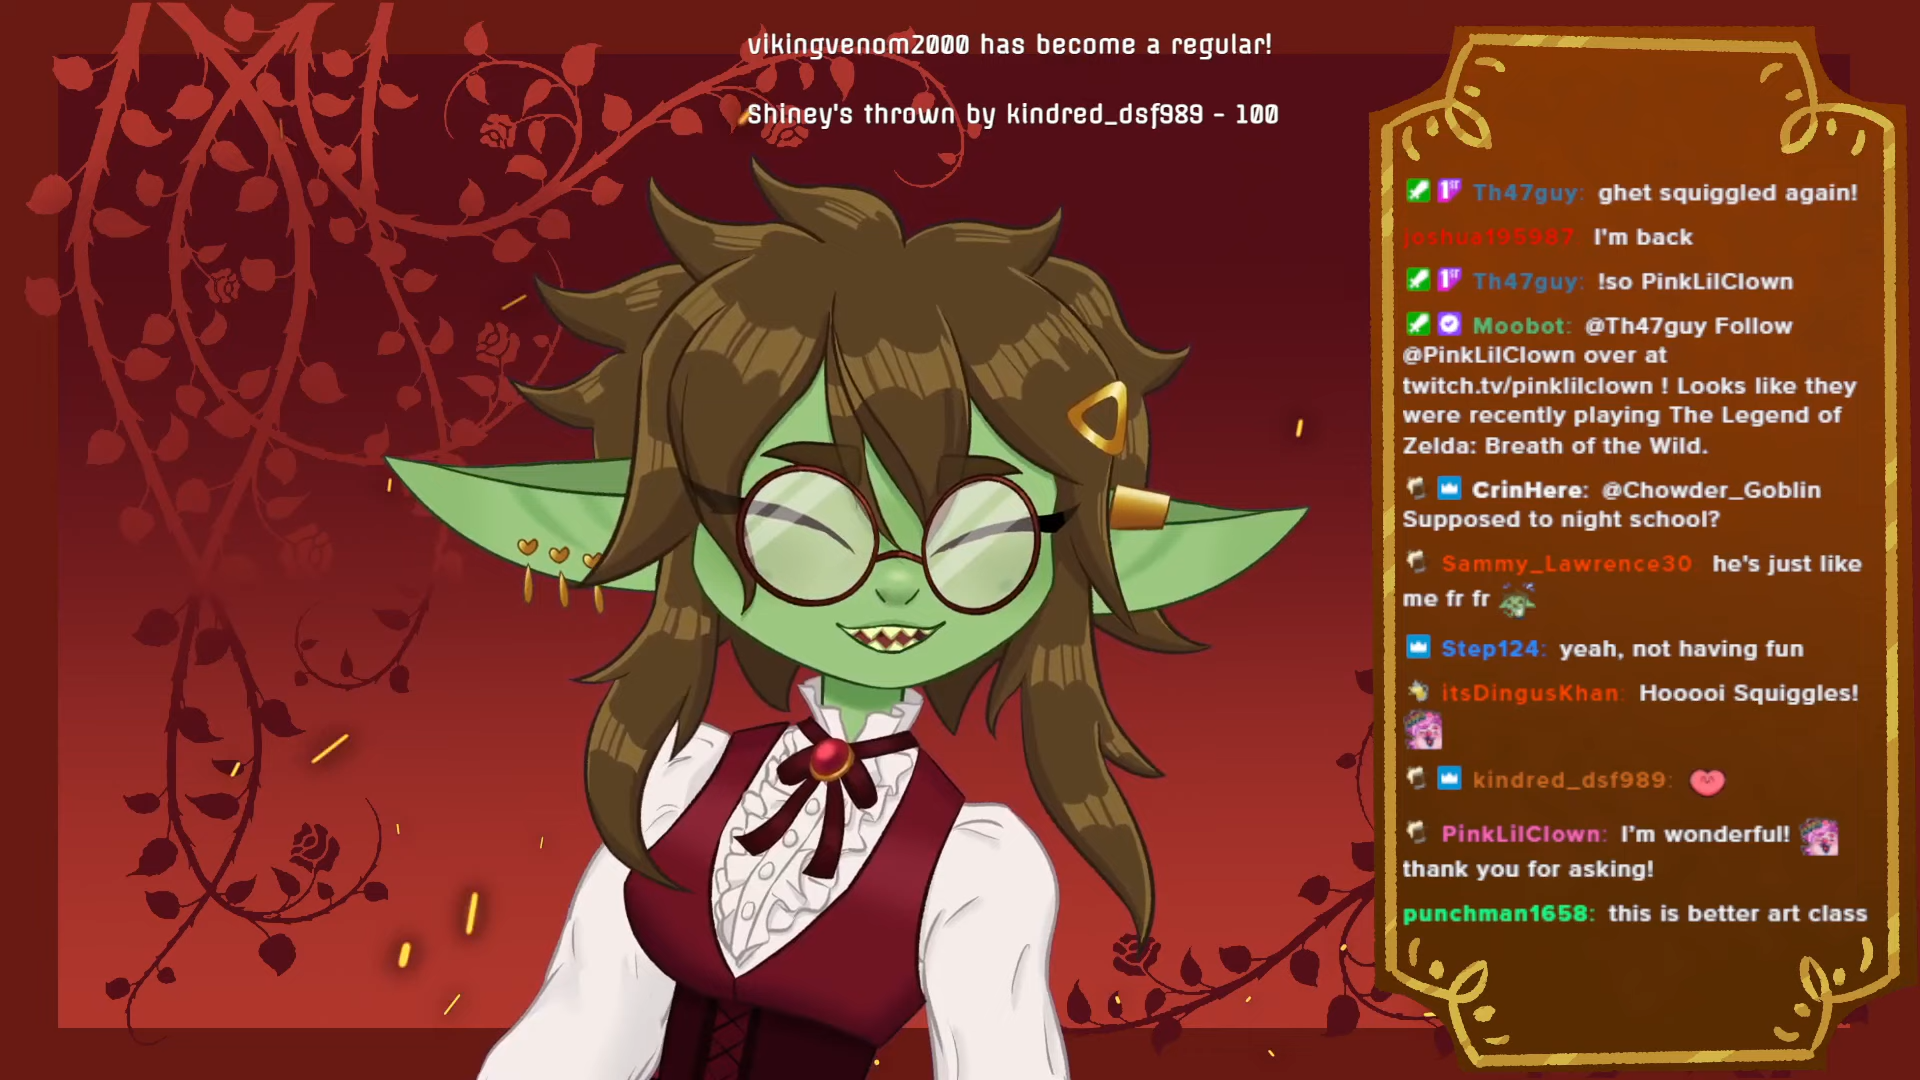 vikingvenom2000 has become a regular!
Shiney's thrown by kindred_dsf989 - 100
Th47guy: ghet squiggled again!
joshua195987 I'm back
Th47guy: !so PinkLilClown
Moobot: @Th47guy Follow
@PinkLilClown over at
twitch.tv/pinklilclown ! Looks like they
were recently playing The Legend of
Zelda: Breath of the Wild.
CrinHere: @Chowder_Goblin
Supposed to night school?
Sammy_Lawrence30 he's just like
me fr fr
Step124: yeah, not having fun
itsDingusKhan: Hooooi Squiggles!
kindred_dsf989:
PinkLilClown: I'm wonderful!
thank you for asking!
punchman1658: this is better art class